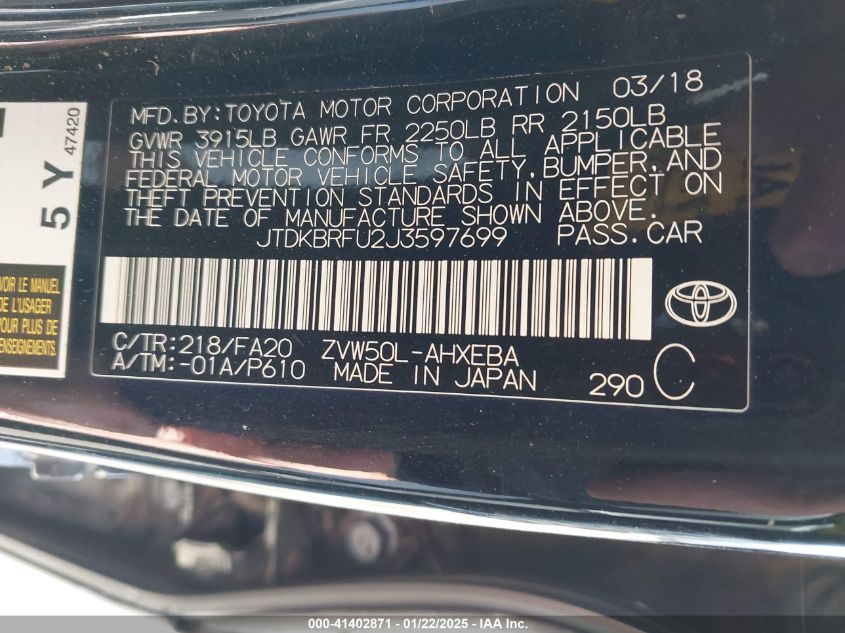 MFD. BY: TOYOTA MOTOR CORPORATION 03/18
GVWR 3915LB GAWR FR 2250LB RR 2150LB
THIS VEHICLE CONFORMS TO ALL APPLICABLE
FEDERAL MOTOR VEHICLE SAFETY, BUMPER, AND
THEFT PREVENTION STANDARDS IN EFFECT ON
THE DATE OF MANUFACTURE SHOWN ABOVE.
JTDKBRFU2J3597699 PASS. CAR
C/TR: 218/FA20 ZVW50L-AHXEBA
A/TM: -01A/P610 MADE IN JAPAN 290 C
5 Y 47420
VOIR LE MANUEL
DE L'USAGER
POUR PLUS DE
RENSEIGNEMENTS.
000-41402871 - 01/22/2025 - IAA Inc.